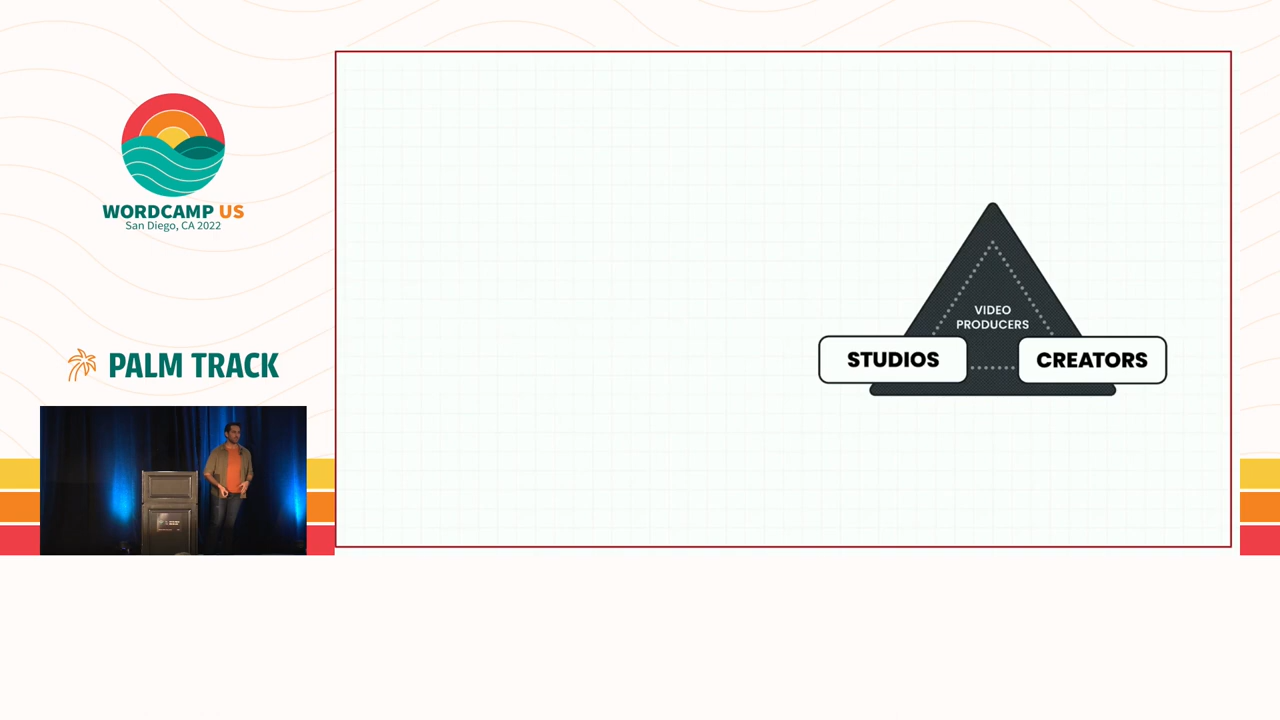 WORDCAMP US
San Diego, CA 2022
PALM TRACK
VIDEO
PRODUCERS
STUDIOS
CREATORS